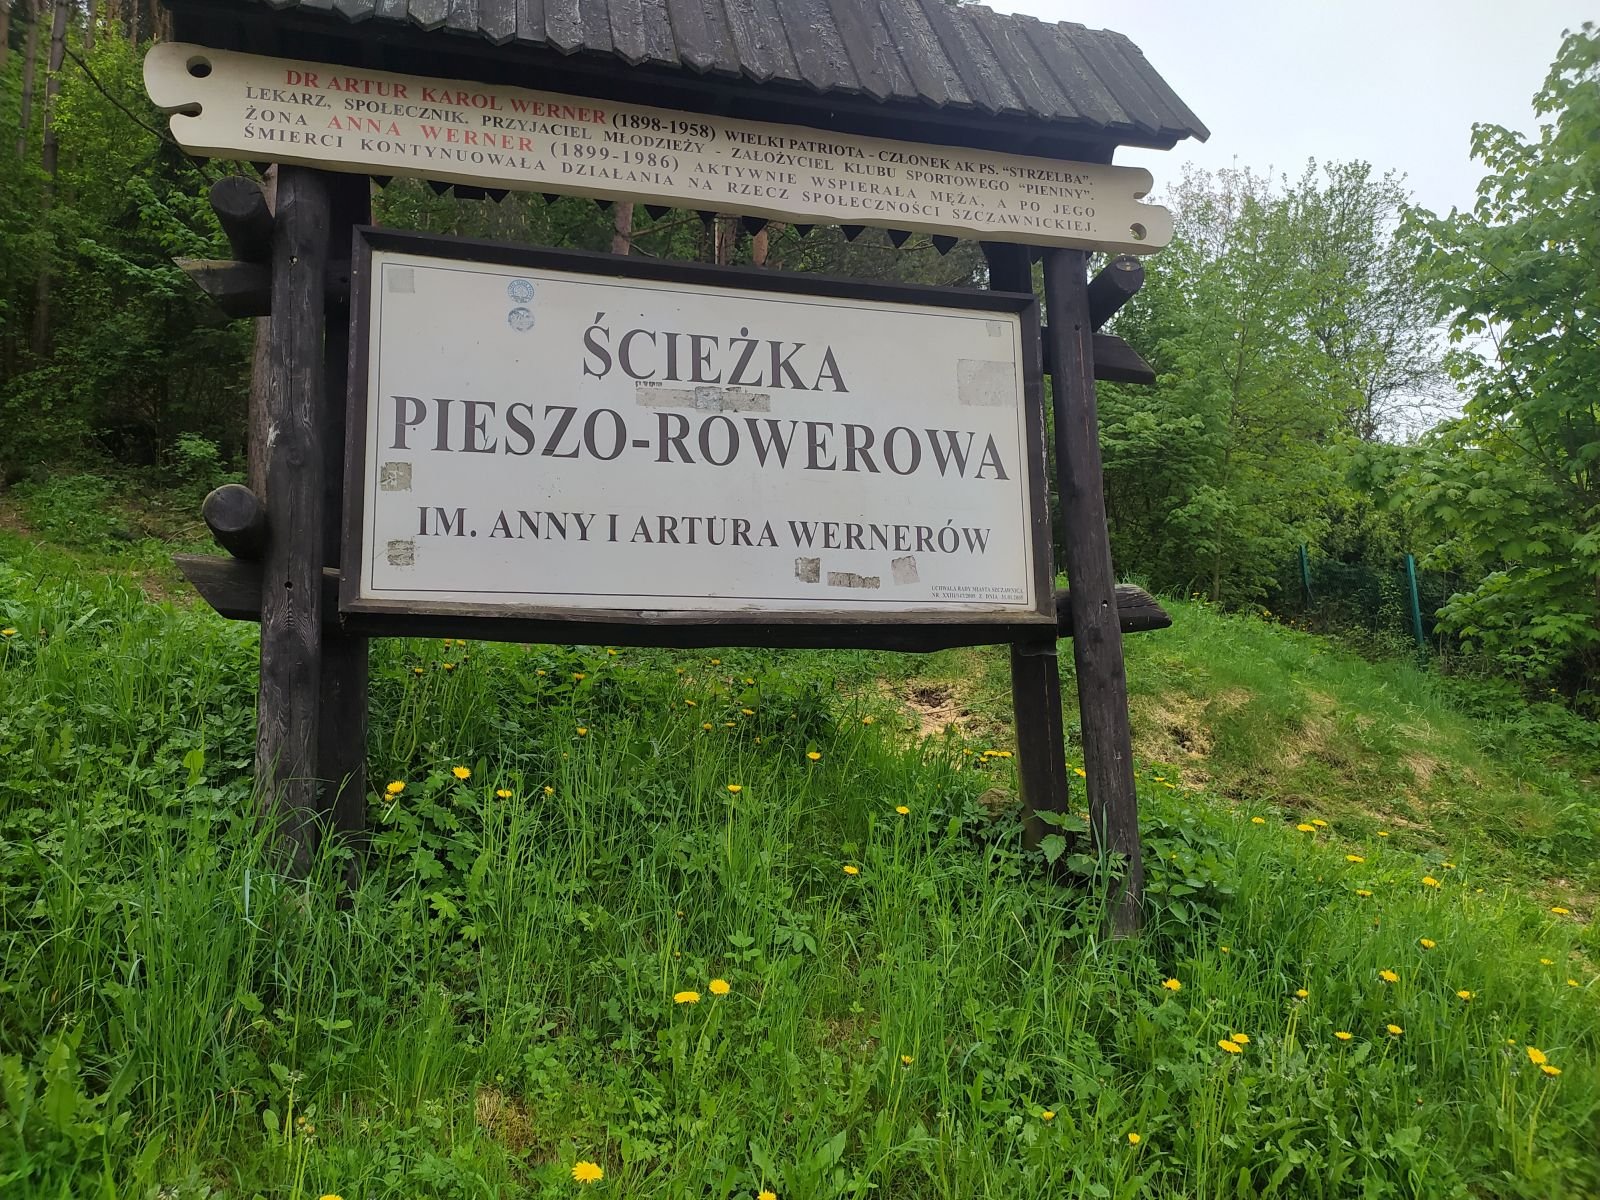 DR ARTUR KAROL WERNER (1898-1958) WIELKI PATRIOTA - CZŁONEK AK PS. "STRZELBA".
LEKARZ, SPOŁECZNIK. PRZYJACIEL MŁODZIEŻY - ZAŁOŻYCIEL KLUBU SPORTOWEGO "PIENINY".
ŻONA ANNA WERNER (1899-1986) AKTYWNIE WSPIERAŁA MĘŻA, A PO JEGO
ŚMIERCI KONTYNUOWAŁA DZIAŁANIA NA RZECZ SPOŁECZNOŚCI SZCZAWNICKIEJ.
ŚCIEŻKA
PIESZO-ROWEROWA
IM. ANNY I ARTURA WERNERÓW
UCHWAŁA RADY MIASTA SZCZAWNICA
NR Z DNIA